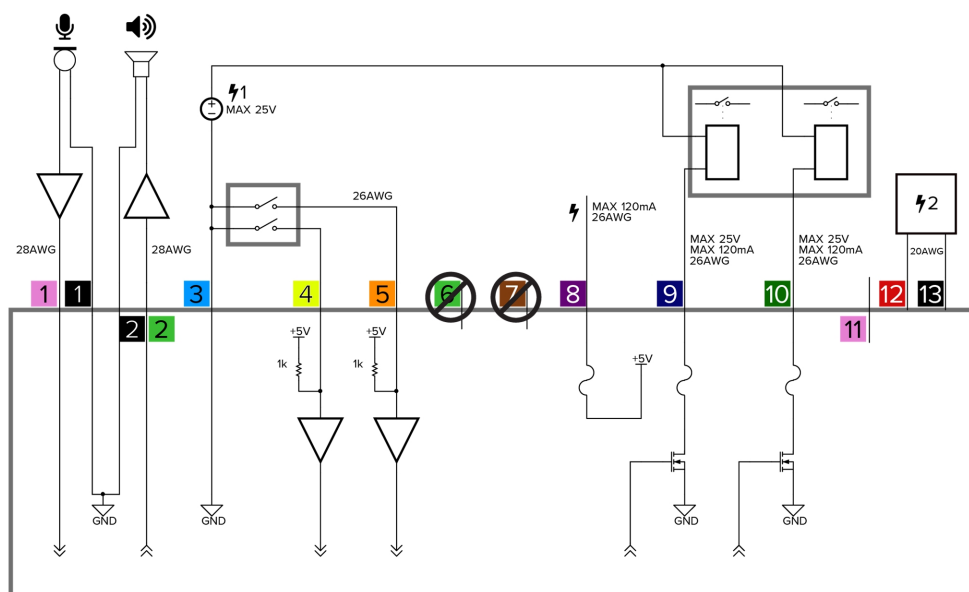 1
MAX 25V
26AWG
MAX 120mA
26AWG
2
MAX 25V
MAX 120mA
26AWG
MAX 25V
MAX 120mA
26AWG
28AWG
28AWG
20AWG
1
1
3
4
5
6
7
8
9
10
12
13
2
2
11
+5V
+5V
+5V
1k
1k
GND
GND
GND
GND